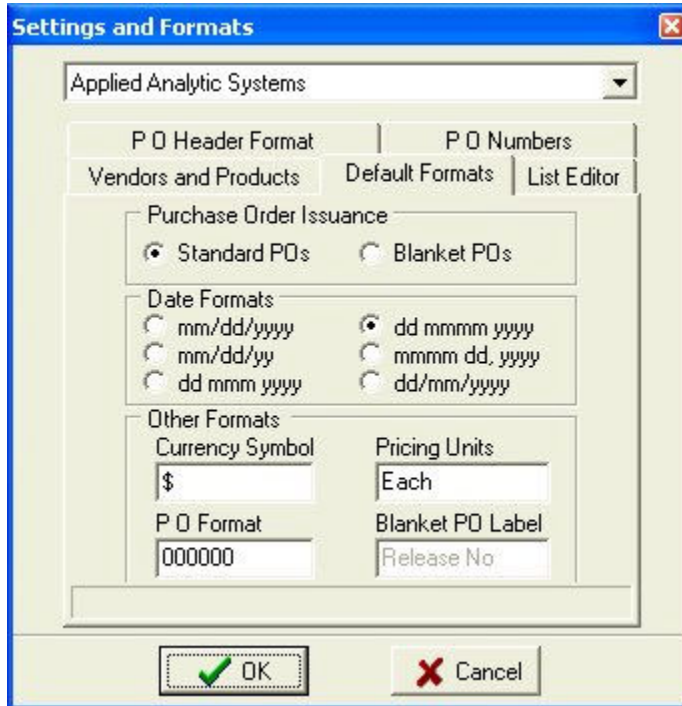 Settings and Formats
Applied Analytic Systems
P O Header Format P O Numbers
Vendors and Products Default Formats List Editor
Purchase Order Issuance
Standard POs Blanket POs
Date Formats
mm/dd/yyyy dd mmmm yyyy
mm/dd/yy mmmm dd, yyyy
dd mmm yyyy dd/mm/yyyy
Other Formats
Currency Symbol Pricing Units
$ Each
P O Format Blanket PO Label
000000 Release No
OK Cancel